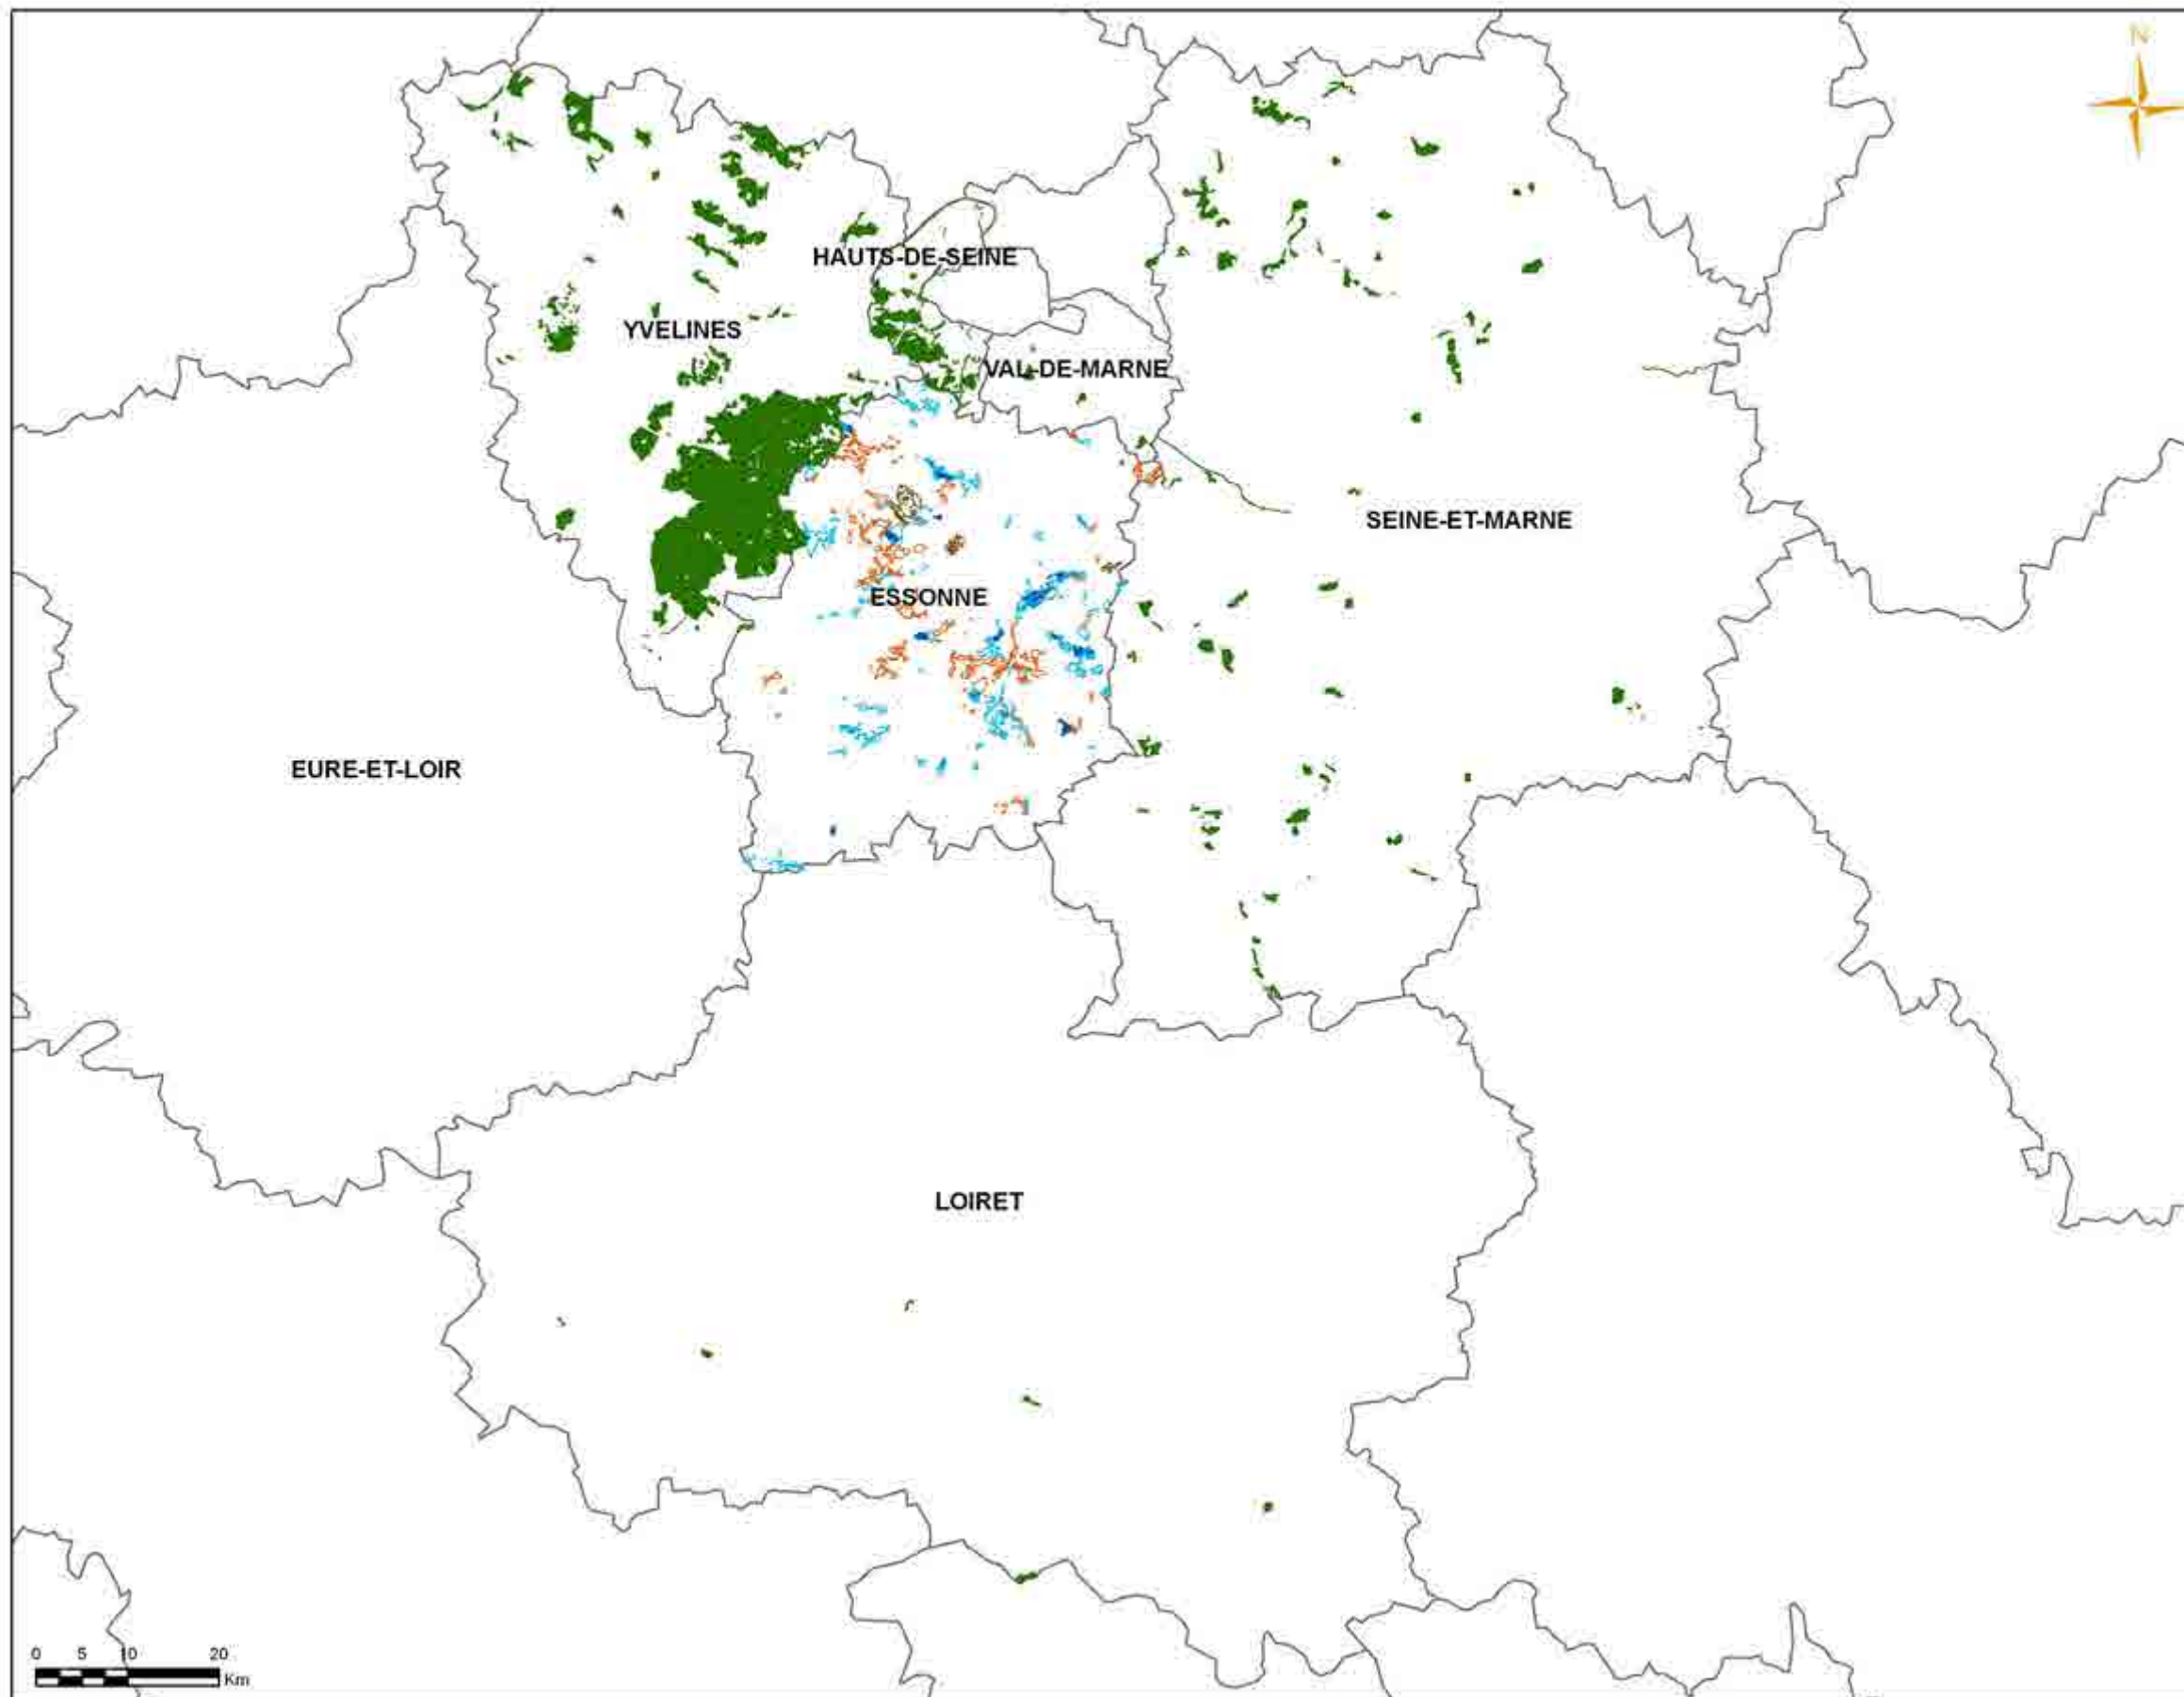 N
HAUTS-DE-SEINE
YVELINES
VAL-DE-MARNE
SEINE-ET-MARNE
ESSONNE
EURE-ET-LOIR
LOIRET
0 5 10 20
Km